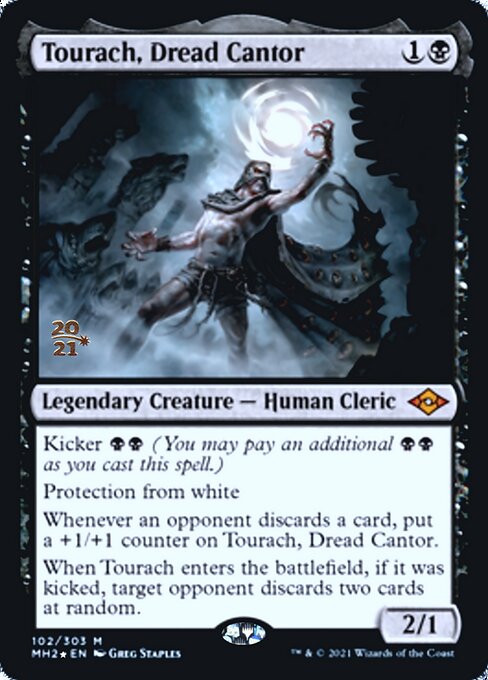 Tourach, Dread Cantor 1
20
21*
Legendary Creature — Human Cleric
Kicker (You may pay an additional
as you cast this spell.)
Protection from white
Whenever an opponent discards a card, put
a +1/+1 counter on Tourach, Dread Cantor.
When Tourach enters the battlefield, if it was
kicked, target opponent discards two cards
at random.
2/1
102/303 M
MH2★EN Greg Staples
™ & © 2021 Wizards of the Coast